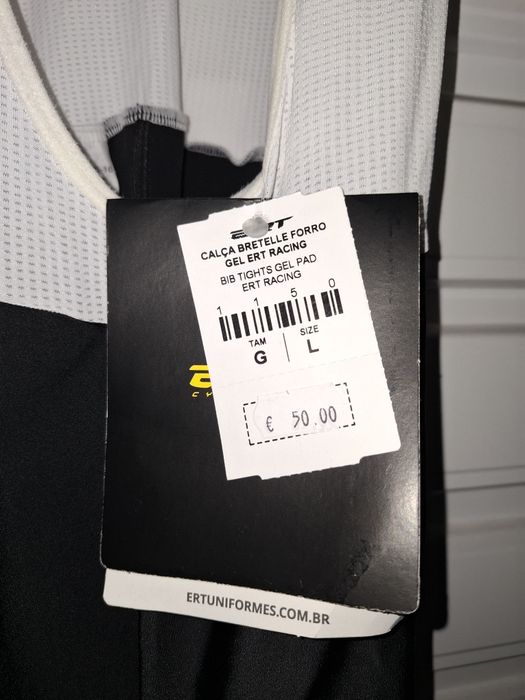 ERT
CALÇA BRETELLE FORRO
GEL ERT RACING
BIB TIGHTS GEL PAD
ERT RACING
1 1 5 0
TAM SIZE
G L
€ 50.00
ERTUNIFORMES.COM.BR